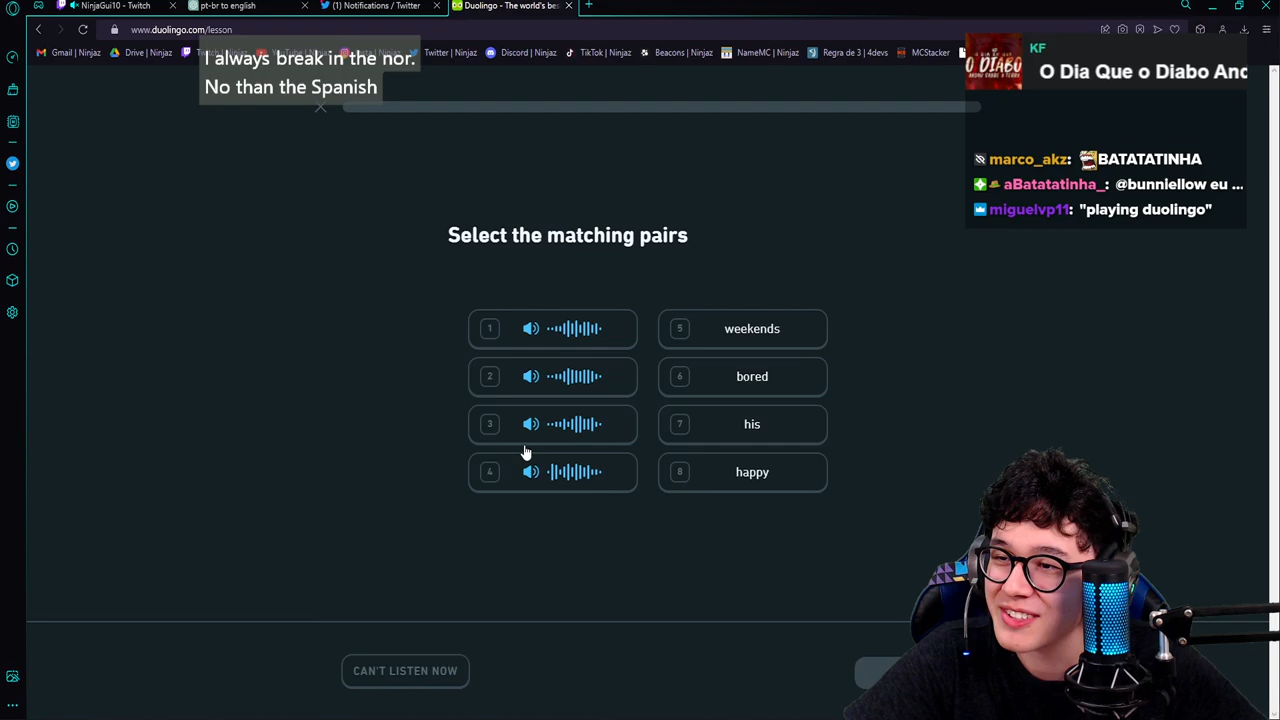 NinjaGui10 - Twitch
pt-br to english
(1) Notifications / Twitter
Duolingo - The world's bes
www.duolingo.com/lesson
Gmail | Ninjaz
Drive | Ninjaz
YouTube | Ninjaz
Twitter | Ninjaz
Discord | Ninjaz
TikTok | Ninjaz
Beacons | Ninjaz
NameMC | Ninjaz
Regra de 3 | 4devs
MCStacker
I always break in the nor.
No than the Spanish
KF
O DIABO
O Dia Que o Diabo And
marco_akz: BATATATINHA
aBatatatinha_: @bunniellow eu ...
miguelvp11: "playing duolingo"
Select the matching pairs
1
5 weekends
2
6 bored
3
7 his
4
8 happy
CAN'T LISTEN NOW